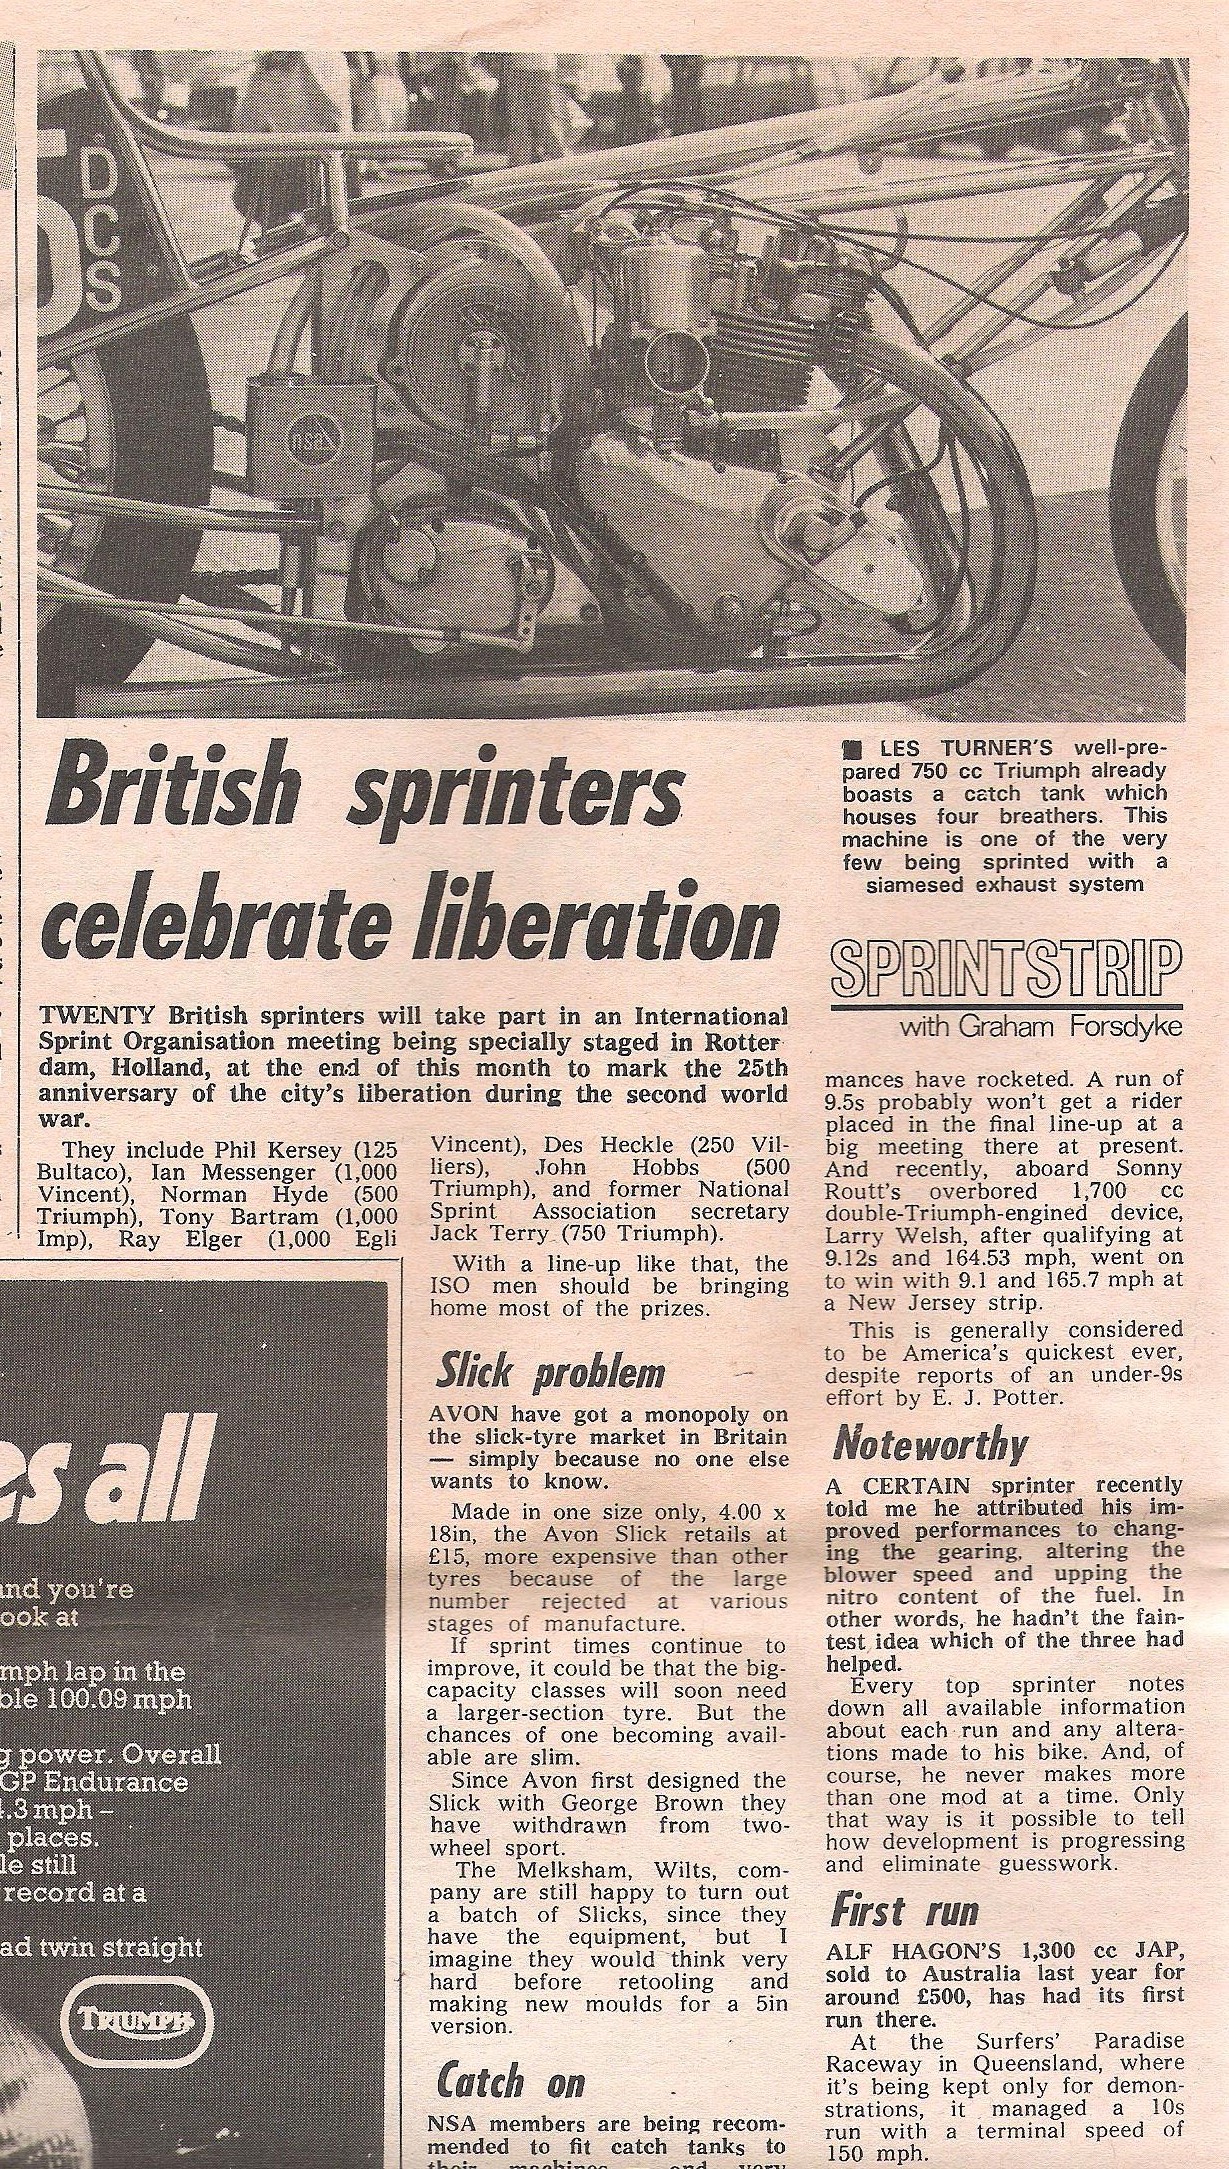 D
C
S
nsa
British sprinters
celebrate liberation
TWENTY British sprinters will take part in an International
Sprint Organisation meeting being specially staged in Rotter-
dam, Holland, at the end of this month to mark the 25th
anniversary of the city's liberation during the second world
war.
They include Phil Kersey (125
Bultaco), Ian Messenger (1,000
Vincent), Norman Hyde (500
Triumph), Tony Bartram (1,000
Imp), Ray Elger (1,000 Egli
Vincent), Des Heckle (250 Vil-
liers), John Hobbs (500
Triumph), and former National
Sprint Association secretary
Jack Terry (750 Triumph).
With a line-up like that, the
ISO men should be bringing
home most of the prizes.
Slick problem
AVON have got a monopoly on
the slick-tyre market in Britain
— simply because no one else
wants to know.
Made in one size only, 4.00 x
18in, the Avon Slick retails at
£15, more expensive than other
tyres because of the large
number rejected at various
stages of manufacture.
If sprint times continue to
improve, it could be that the big-
capacity classes will soon need
a larger-section tyre. But the
chances of one becoming avail-
able are slim.
Since Avon first designed the
Slick with George Brown they
have withdrawn from two-
wheel sport.
The Melksham, Wilts, com-
pany are still happy to turn out
a batch of Slicks, since they
have the equipment, but I
imagine they would think very
hard before retooling and
making new moulds for a 5in
version.
Catch on
NSA members are being recom-
mended to fit catch tanks to
their machines and very
■ LES TURNER'S well-pre-
pared 750 cc Triumph already
boasts a catch tank which
houses four breathers. This
machine is one of the very
few being sprinted with a
siamesed exhaust system
SPRINTSTRIP
with Graham Forsdyke
mances have rocketed. A run of
9.5s probably won't get a rider
placed in the final line-up at a
big meeting there at present.
And recently, aboard Sonny
Routt's overbored 1,700 cc
double-Triumph-engined device,
Larry Welsh, after qualifying at
9.12s and 164.53 mph, went on
to win with 9.1 and 165.7 mph at
a New Jersey strip.
This is generally considered
to be America's quickest ever,
despite reports of an under-9s
effort by E. J. Potter.
Noteworthy
A CERTAIN sprinter recently
told me he attributed his im-
proved performances to chang-
ing the gearing, altering the
blower speed and upping the
nitro content of the fuel. In
other words, he hadn't the fain-
test idea which of the three had
helped.
Every top sprinter notes
down all available information
about each run and any altera-
tions made to his bike. And, of
course, he never makes more
than one mod at a time. Only
that way is it possible to tell
how development is progressing
and eliminate guesswork.
First run
ALF HAGON'S 1,300 cc JAP,
sold to Australia last year for
around £500, has had its first
run there.
At the Surfers' Paradise
Raceway in Queensland, where
it's being kept only for demon-
strations, it managed a 10s
run with a terminal speed of
150 mph.
es all
and you're
ook at
mph lap in the
ble 100.09 mph
g power. Overall
GP Endurance
4.3 mph –
places.
le still
record at a
ad twin straight
TRIUMPH